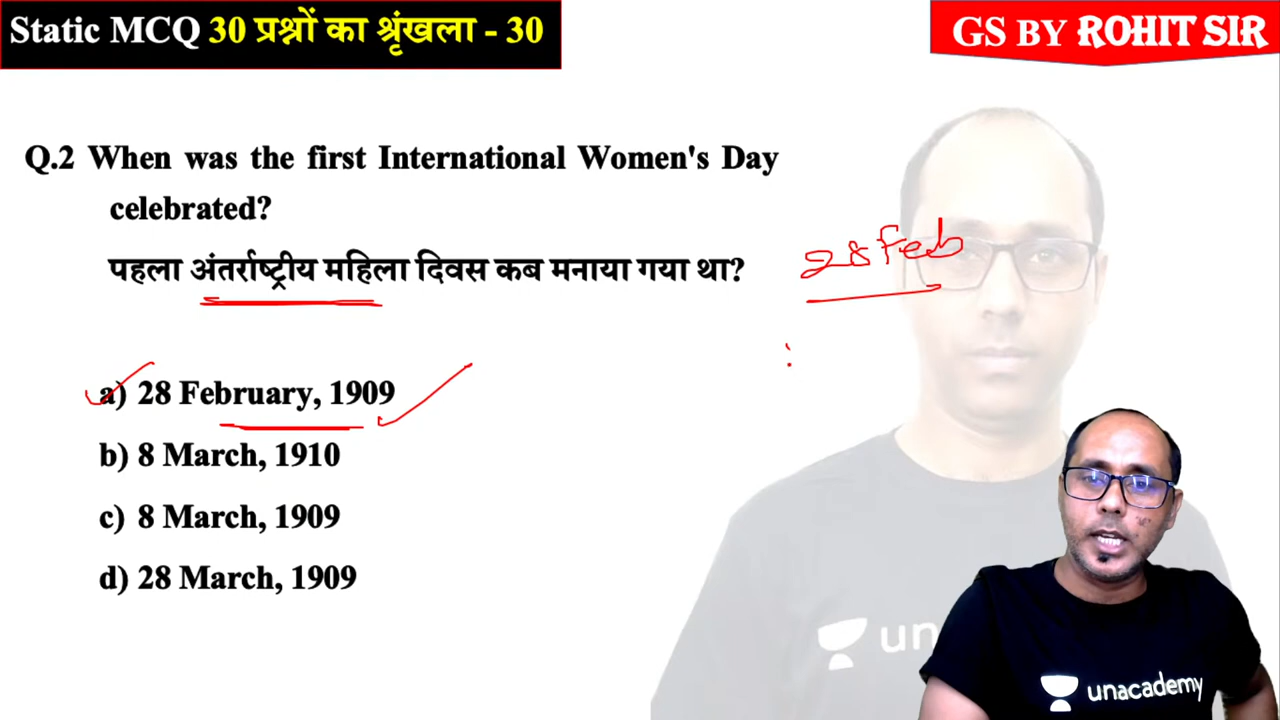 Static MCQ 30 प्रश्नों का श्रृंखला - 30
GS BY ROHIT SIR
Q.2 When was the first International Women's Day
celebrated?
पहला अंतर्राष्ट्रीय महिला दिवस कब मनाया गया था?
28 Feb
a) 28 February, 1909
b) 8 March, 1910
c) 8 March, 1909
d) 28 March, 1909
un
unacademy